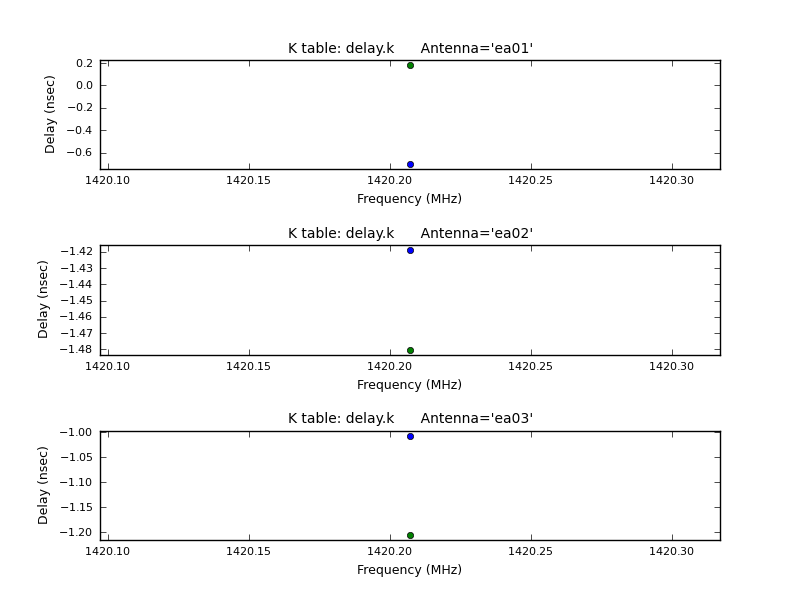 K table: delay.k      Antenna='ea01'
0.2
0.0
−0.2
−0.4
−0.6
Delay (nsec)
1420.10 1420.15 1420.20 1420.25 1420.30
Frequency (MHz)
K table: delay.k      Antenna='ea02'
−1.42
−1.43
−1.44
−1.45
−1.46
−1.47
−1.48
Delay (nsec)
1420.10 1420.15 1420.20 1420.25 1420.30
Frequency (MHz)
K table: delay.k      Antenna='ea03'
−1.00
−1.05
−1.10
−1.15
−1.20
Delay (nsec)
1420.10 1420.15 1420.20 1420.25 1420.30
Frequency (MHz)